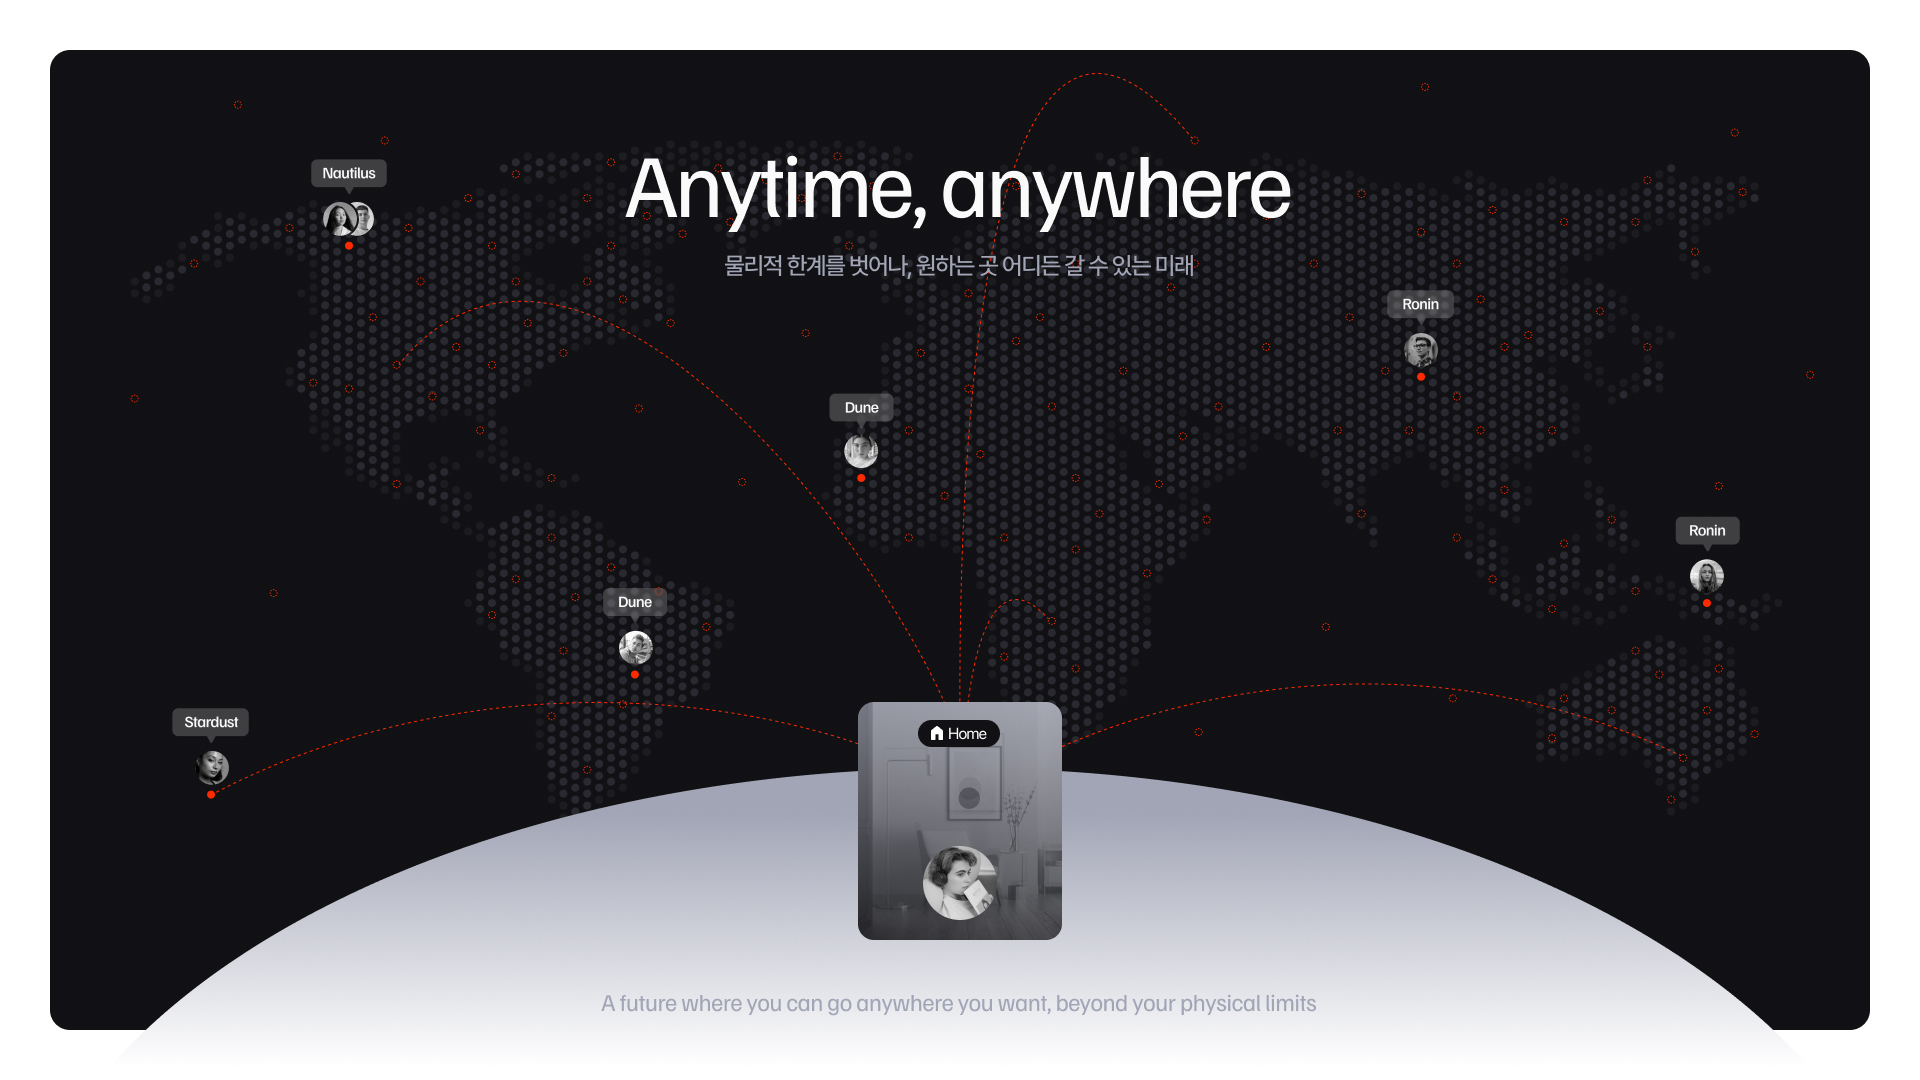 Anytime, anywhere
물리적 한계를 벗어나, 원하는 곳 어디든 갈 수 있는 미래
Nautilus
Ronin
Dune
Ronin
Dune
Stardust
Home
A future where you can go anywhere you want, beyond your physical limits